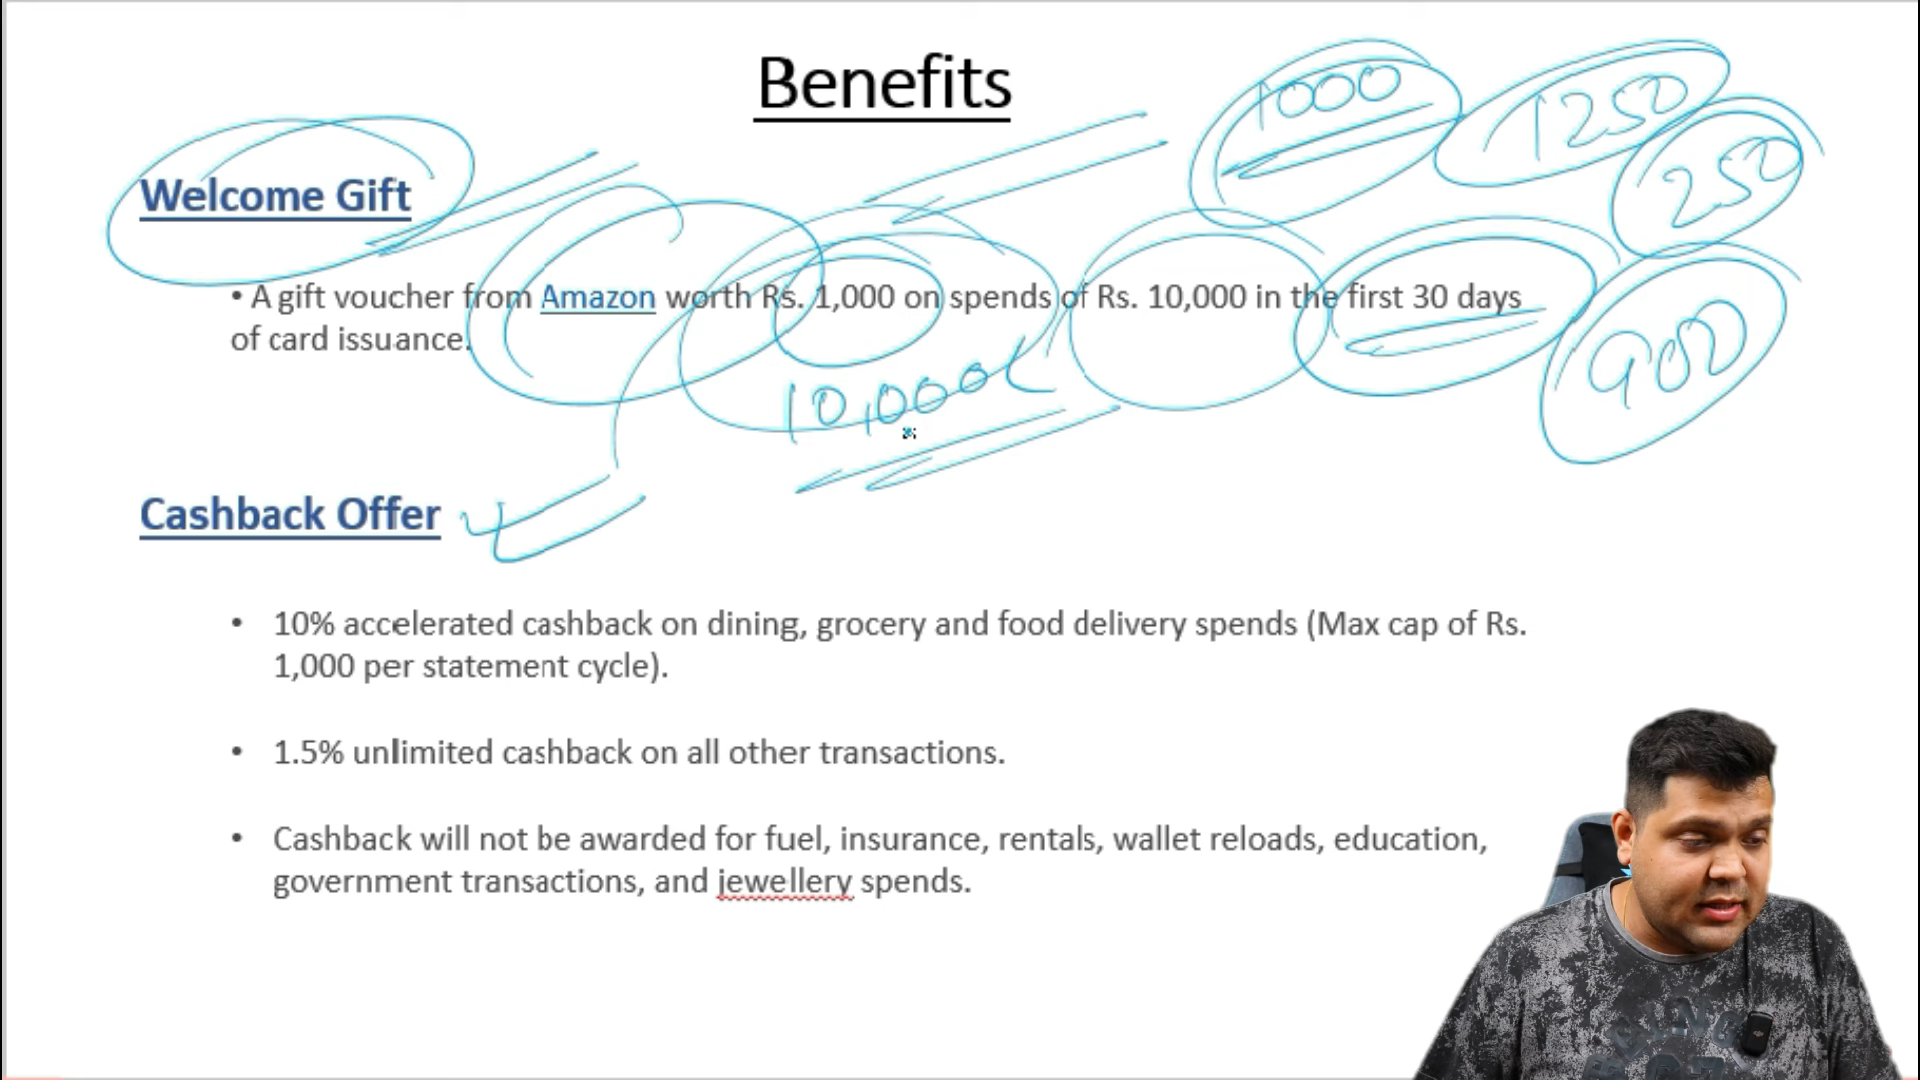 Benefits
1000
1250
250
Welcome Gift
• A gift voucher from Amazon worth Rs. 1,000 on spends of Rs. 10,000 in the first 30 days
of card issuance.
900
10,000
Cashback Offer
• 10% accelerated cashback on dining, grocery and food delivery spends (Max cap of Rs.
1,000 per statement cycle).
• 1.5% unlimited cashback on all other transactions.
• Cashback will not be awarded for fuel, insurance, rentals, wallet reloads, education,
government transactions, and jewellery spends.